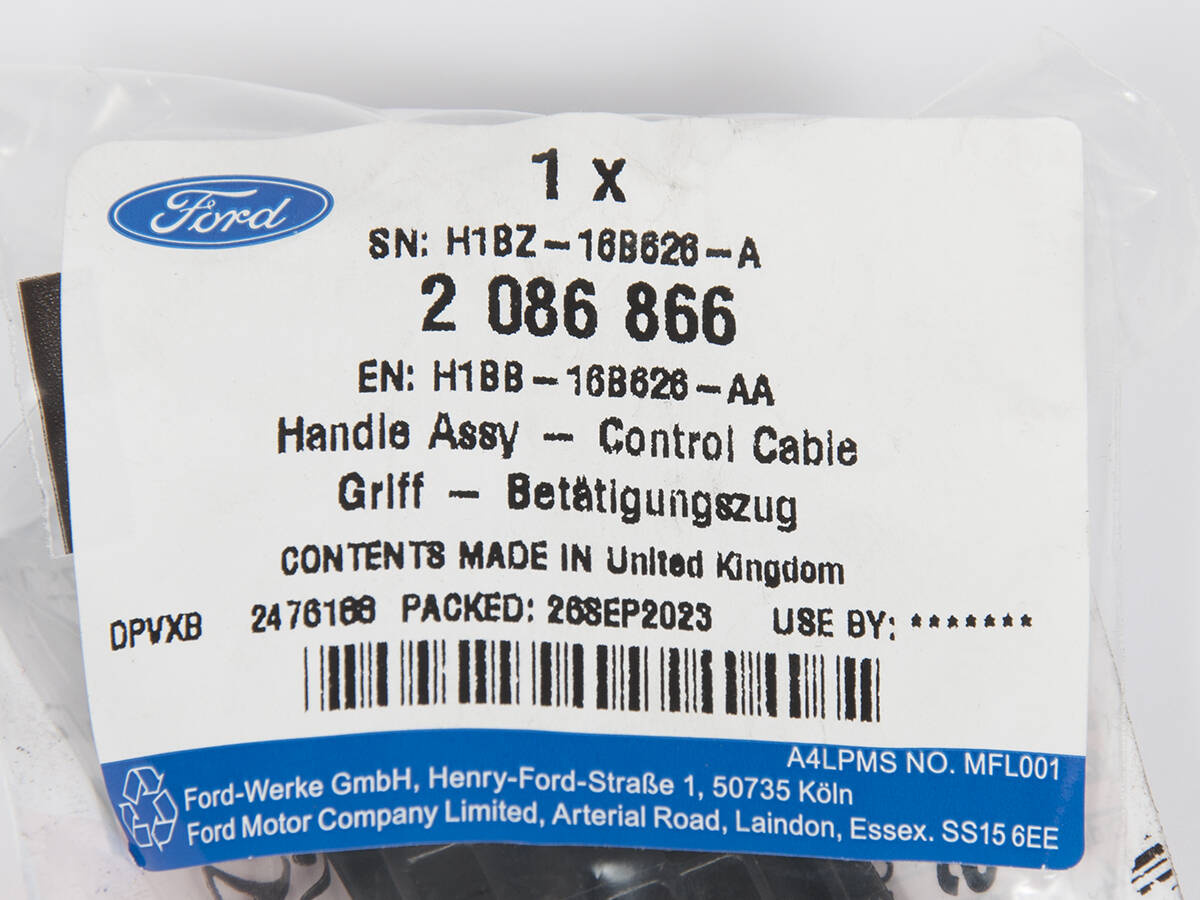 1 x
Ford
SN: H1BZ-16B626-A
2 086 866
EN: H1BB-16B626-AA
Handle Assy - Control Cable
Griff - Betätigungszug
CONTENTS MADE IN United Kingdom
DPVXB 2476166 PACKED: 26SEP2023 USE BY: *******
A4LPMS NO. MFL001
Ford-Werke GmbH, Henry-Ford-Straße 1, 50735 Köln
Ford Motor Company Limited, Arterial Road, Laindon, Essex. SS15 6EE